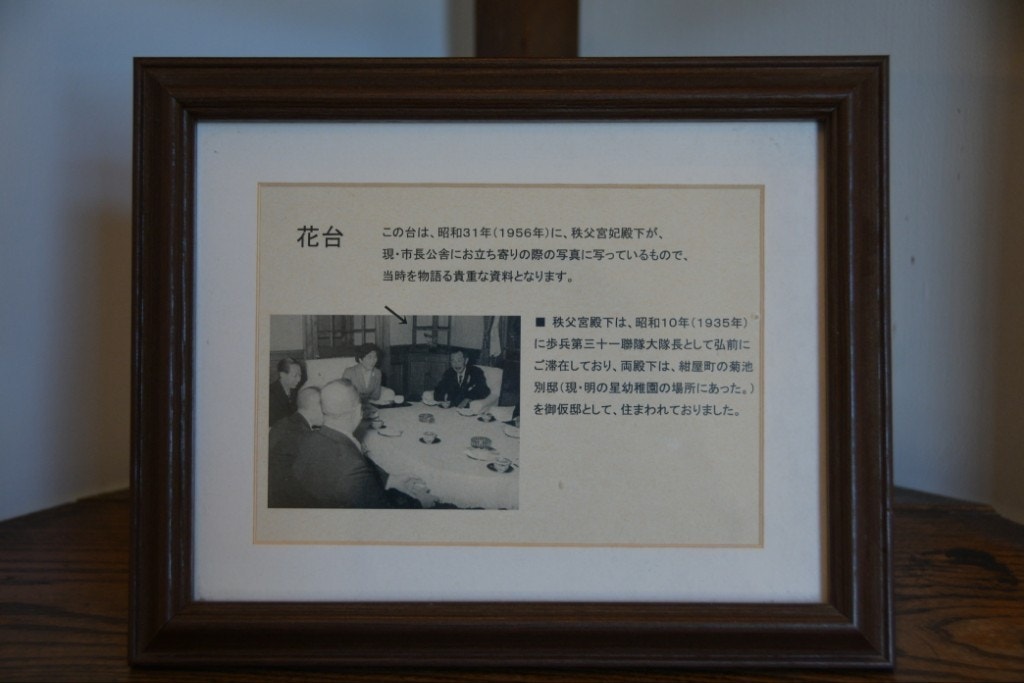 花台
この台は、昭和31年(1956年)に、秩父宮妃殿下が、
現・市長公舎にお立ち寄りの際の写真に写っているもので、
当時を物語る貴重な資料となります。
■ 秩父宮殿下は、昭和10年(1935年)
に歩兵第三十一聯隊大隊長として弘前に
ご滞在しており、両殿下は、紺屋町の菊池
別邸(現・明の星幼稚園の場所にあった。)
を御仮邸として、住まわれておりました。